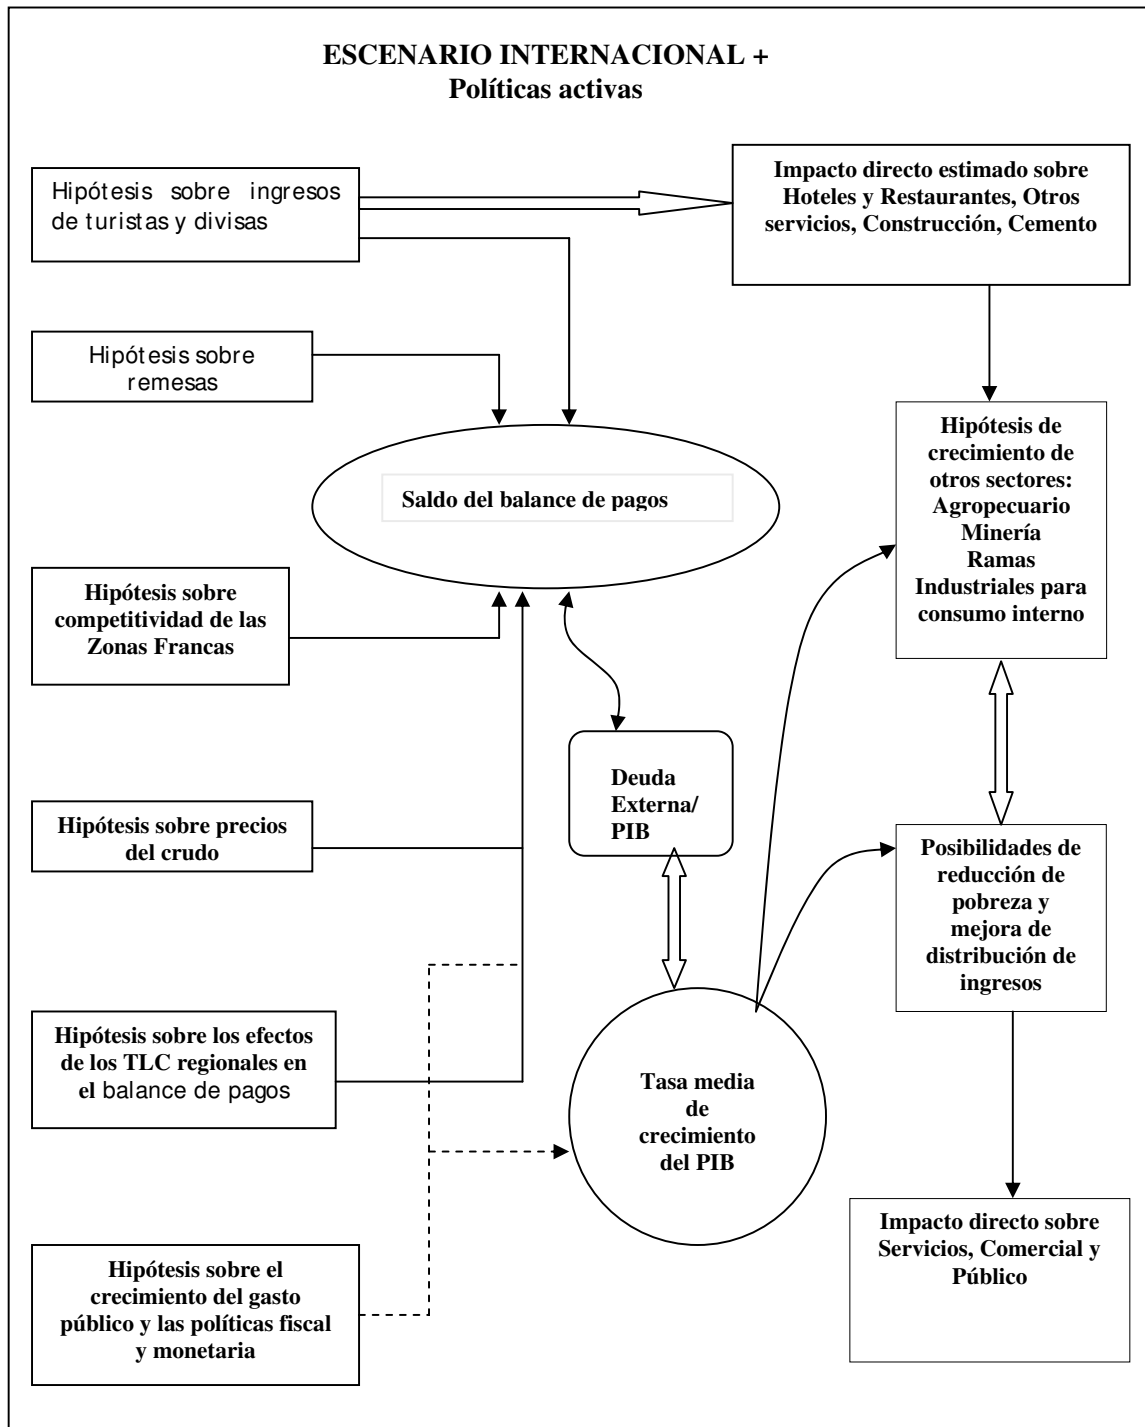 ESCENARIO INTERNACIONAL +
Políticas activas
Hipótesis sobre ingresos
de turistas y divisas
Impacto directo estimado sobre
Hoteles y Restaurantes, Otros
servicios, Construcción, Cemento
Hipótesis sobre
remesas
Saldo del balance de pagos
Hipótesis de
crecimiento de
otros sectores:
Agropecuario
Minería
Ramas
Industriales para
consumo interno
Hipótesis sobre
competitividad de las
Zonas Francas
Deuda
Externa/
PIB
Hipótesis sobre precios
del crudo
Posibilidades de
reducción de
pobreza y
mejora de
distribución de
ingresos
Hipótesis sobre los efectos
de los TLC regionales en
el balance de pagos
Tasa media
de
crecimiento
del PIB
Impacto directo sobre
Servicios, Comercial y
Público
Hipótesis sobre el
crecimiento del gasto
público y las políticas fiscal
y monetaria